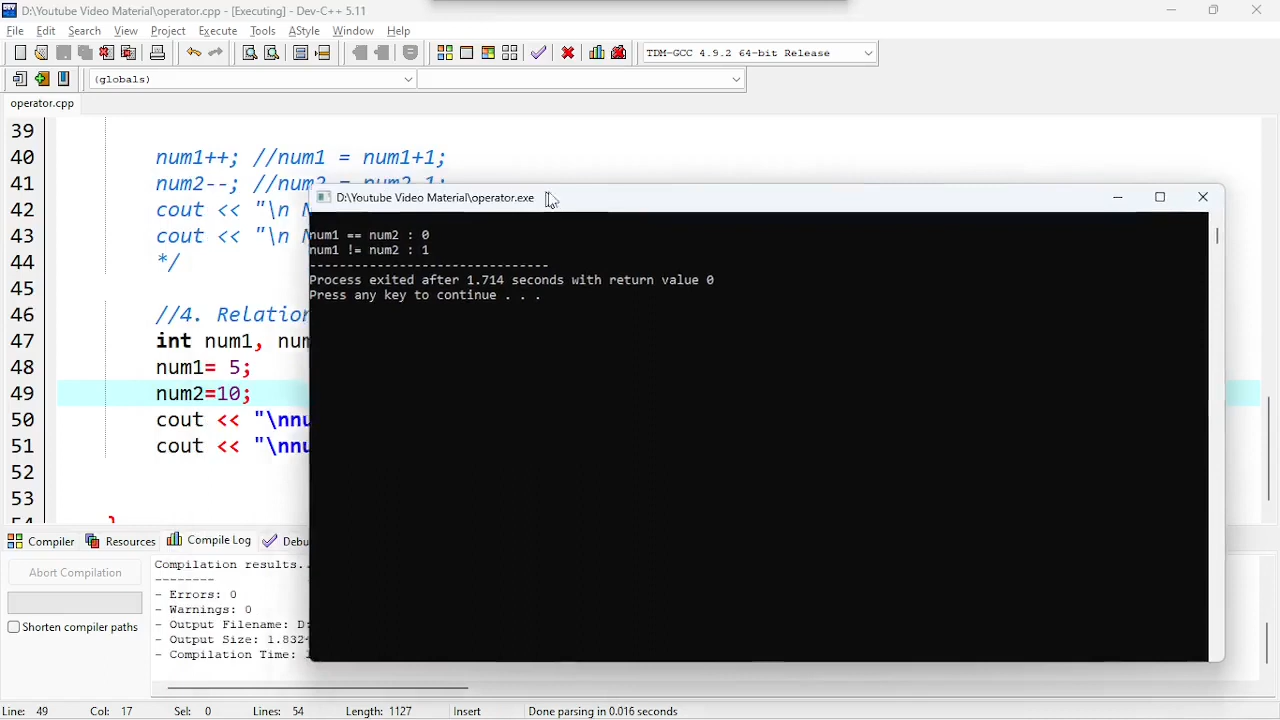 D:\Youtube Video Material\operator.cpp - [Executing] - Dev-C++ 5.11
File Edit Search View Project Execute Tools AStyle Window Help
TDM-GCC 4.9.2 64-bit Release
(globals)
operator.cpp
39
40 num1++; //num1 = num1+1;
41 num2--; //num2 = num2-1;
42 cout << "\n N
43 cout << "\n N
44 */
45
46 //4. Relation
47 int num1, num
48 num1= 5;
49 num2=10;
50 cout << "\nnu
51 cout << "\nnu
52
53
54 }
D:\Youtube Video Material\operator.exe
num1 == num2 : 0
num1 != num2 : 1
--------------------------------
Process exited after 1.714 seconds with return value 0
Press any key to continue . . .
Compiler Resources Compile Log Debu
Abort Compilation
Shorten compiler paths
Compilation results..
--------
- Errors: 0
- Warnings: 0
- Output Filename: D:
- Output Size: 1.832
- Compilation Time:
Line: 49 Col: 17 Sel: 0 Lines: 54 Length: 1127 Insert Done parsing in 0.016 seconds